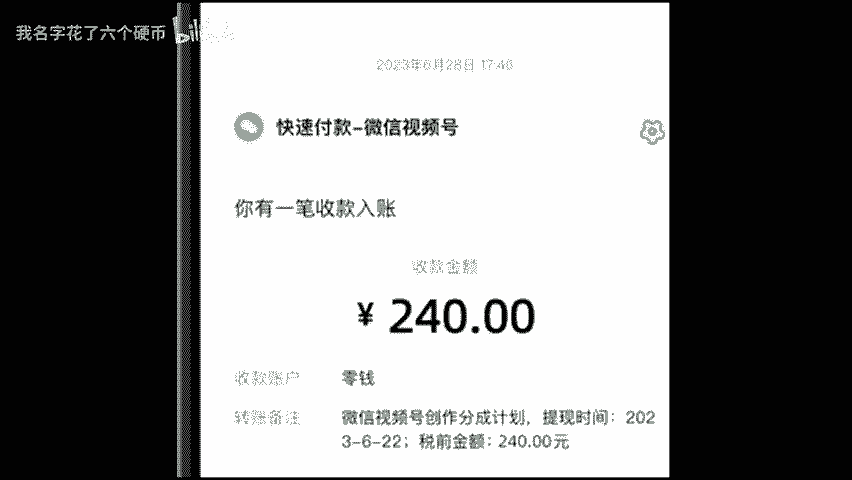 我名字花了六个硬币 bilibili
2023年6月28日 17:46
快速付款-微信视频号
你有一笔收款入账
收款金额
¥ 240.00
收款账户 零钱
转账备注 微信视频号创作分成计划，提现时间：202
3-6-22；税前金额：240.00元